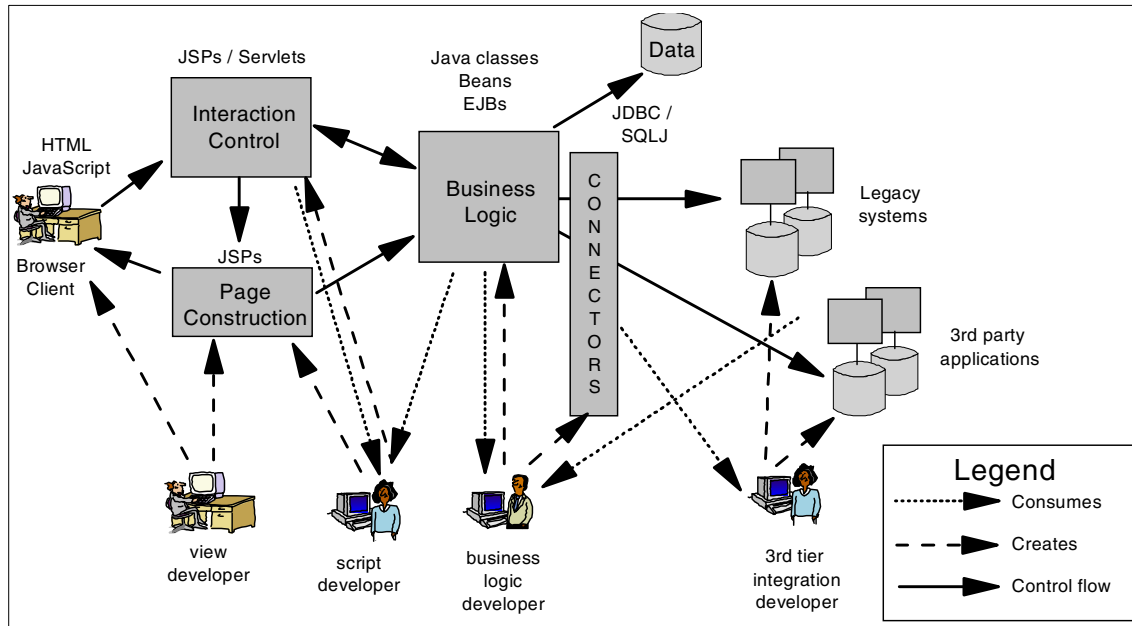 JSPs / Servlets
Interaction
Control
HTML
JavaScript
Browser
Client
JSPs
Page
Construction
Java classes
Beans
EJBs
Business
Logic
Data
JDBC /
SQLJ
CONNECTORS
Legacy
systems
3rd party
applications
view
developer
script
developer
business
logic developer
3rd tier
integration
developer
Legend
Consumes
Creates
Control flow